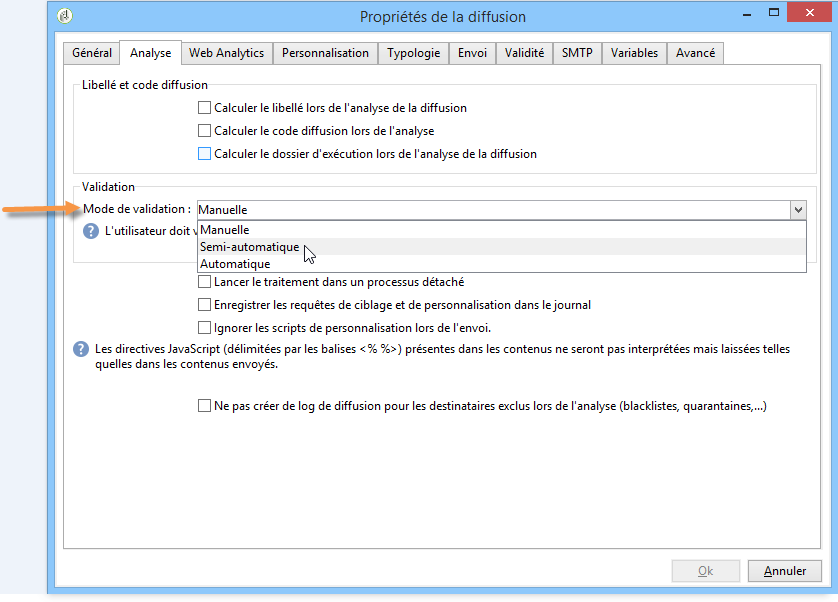 Propriétés de la diffusion
Général Analyse Web Analytics Personnalisation Typologie Envoi Validité SMTP Variables Avancé
Libellé et code diffusion
Calculer le libellé lors de l'analyse de la diffusion
Calculer le code diffusion lors de l'analyse
Calculer le dossier d'exécution lors de l'analyse de la diffusion
Validation
Mode de validation : Manuelle
Manuelle
L'utilisateur doit
Semi-automatique
Automatique
Lancer le traitement dans un processus détaché
Enregistrer les requêtes de ciblage et de personnalisation dans le journal
Ignorer les scripts de personnalisation lors de l'envoi.
Les directives JavaScript (délimitées par les balises <% %>) présentes dans les contenus ne seront pas interprétées mais laissées telles
quelles dans les contenus envoyés.
Ne pas créer de log de diffusion pour les destinataires exclus lors de l'analyse (blacklistes, quarantaines,...)
Ok Annuler